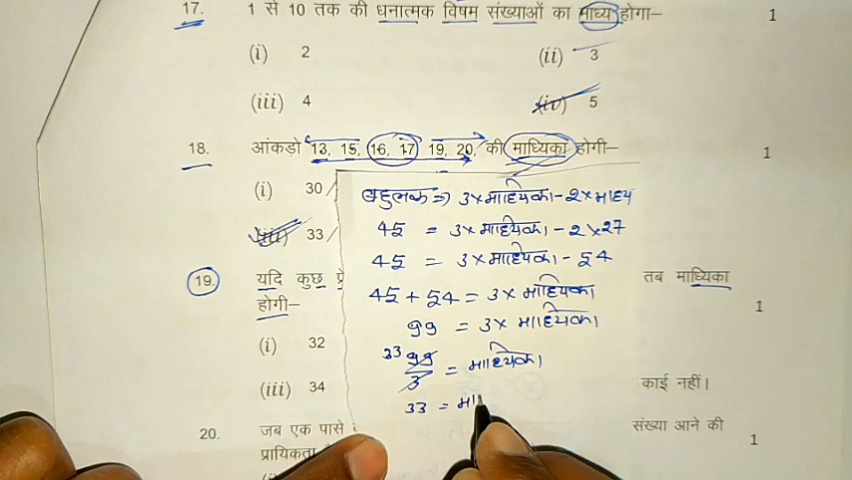 17. 1 से 10 तक की धनात्मक विषम संख्याओं का माध्य होगा– 1
(i) 2 (ii) 3
(iii) 4 (iv) 5
18. आंकड़ो 13, 15, 16, 17 19, 20, की माध्यिका होगी– 1
(i) 30
(iii) 33
बहुलक ⇒ 3×माध्यिका – 2×माध्य
45 = 3×माध्यिका – 2×27
45 = 3×माध्यिका – 54
45 + 54 = 3×माध्यिका
99 = 3× माध्यिका
33 99/3 = माध्यिका
33 = मा
19. यदि कुछ प्रे तब माध्यिका
होगी– 1
(i) 32
(iii) 34 काई नहीं।
20. जब एक पासे संख्या आने की
प्रायिकता 1